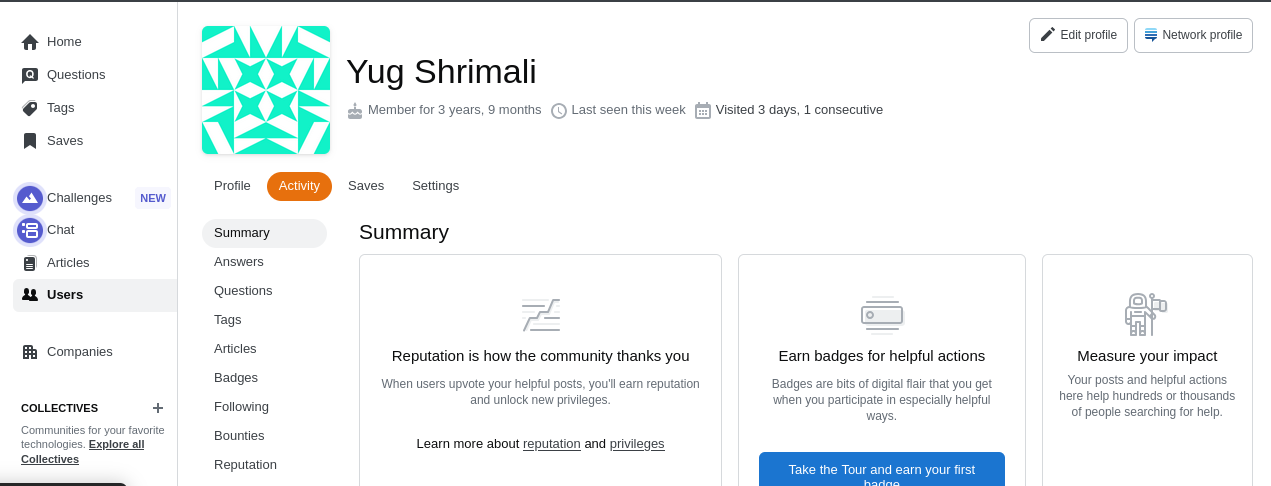 Home
Questions
Tags
Saves
Challenges NEW
Chat
Articles
Users
Companies
COLLECTIVES
Communities for your favorite
technologies. Explore all
Collectives
Edit profile
Network profile
Yug Shrimali
Member for 3 years, 9 months Last seen this week Visited 3 days, 1 consecutive
Profile Activity Saves Settings
Summary
Answers
Questions
Tags
Articles
Badges
Following
Bounties
Reputation
Summary
Reputation is how the community thanks you
When users upvote your helpful posts, you'll earn reputation
and unlock new privileges.
Learn more about reputation and privileges
Earn badges for helpful actions
Badges are bits of digital flair that you get
when you participate in especially helpful
ways.
Take the Tour and earn your first
badge
Measure your impact
Your posts and helpful actions
here help hundreds or thousands
of people searching for help.